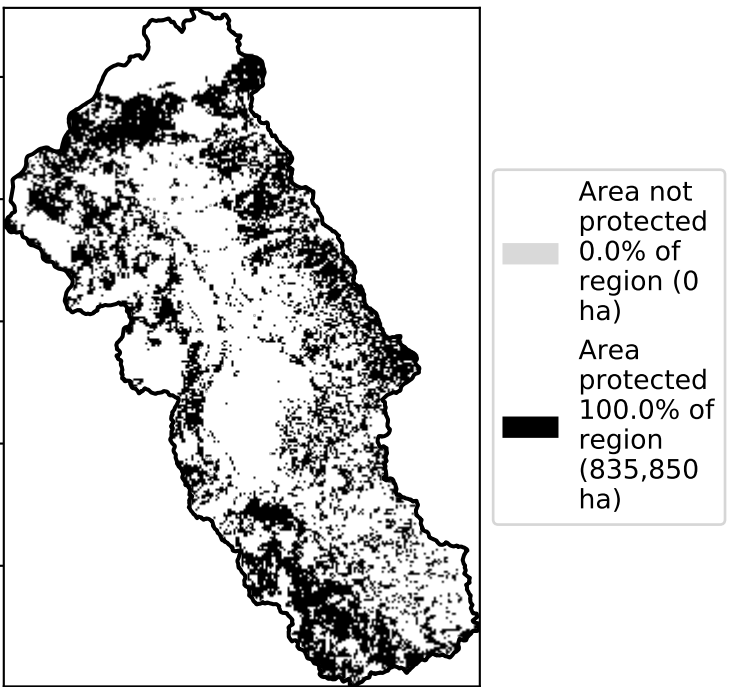 Area not
protected
0.0% of
region (0
ha)
Area
protected
100.0% of
region
(835,850
ha)